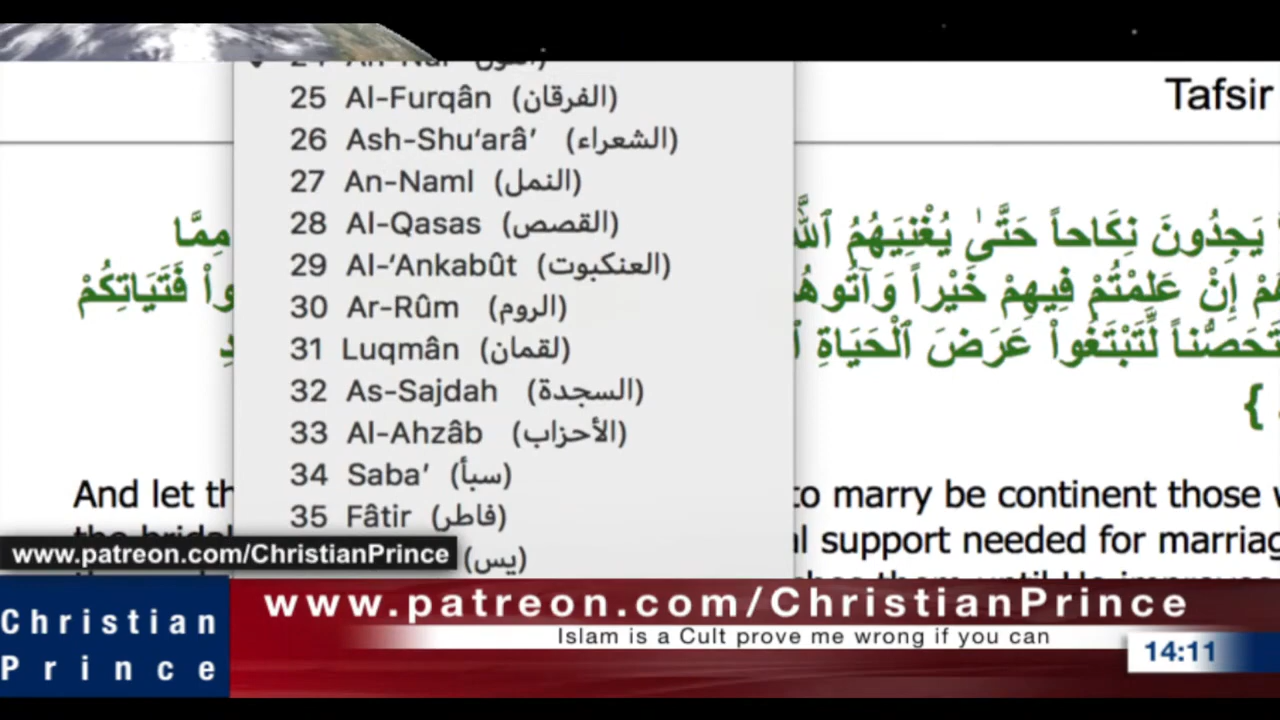 Tafsir
25 Al-Furqân (الفرقان)
26 Ash-Shu‘arâ’ (الشعراء)
27 An-Naml (النمل)
28 Al-Qasas (القصص)
29 Al-‘Ankabût (العنكبوت)
30 Ar-Rûm (الروم)
31 Luqmân (لقمان)
32 As-Sajdah (السجدة)
33 Al-Ahzâb (الأحزاب)
34 Saba’ (سبأ)
35 Fâtir (فاطر)
(يس)
يَجِدُونَ نِكَاحاً حَتَّىٰ يُغْنِيَهُمُ ٱللَّهُ مِمَّا
إِنْ عَلِمْتُمْ فِيهِمْ خَيْراً وَآتُوهُ فَتَيَاتِكُمْ
تَحَصُّناً لِّتَبْتَغُواْ عَرَضَ ٱلْحَيَاةِ
{
And let to marry be continent those
support needed for
www.patreon.com/ChristianPrince
Christian
Prince
www.patreon.com/ChristianPrince
Islam is a Cult prove me wrong if you can
14:11